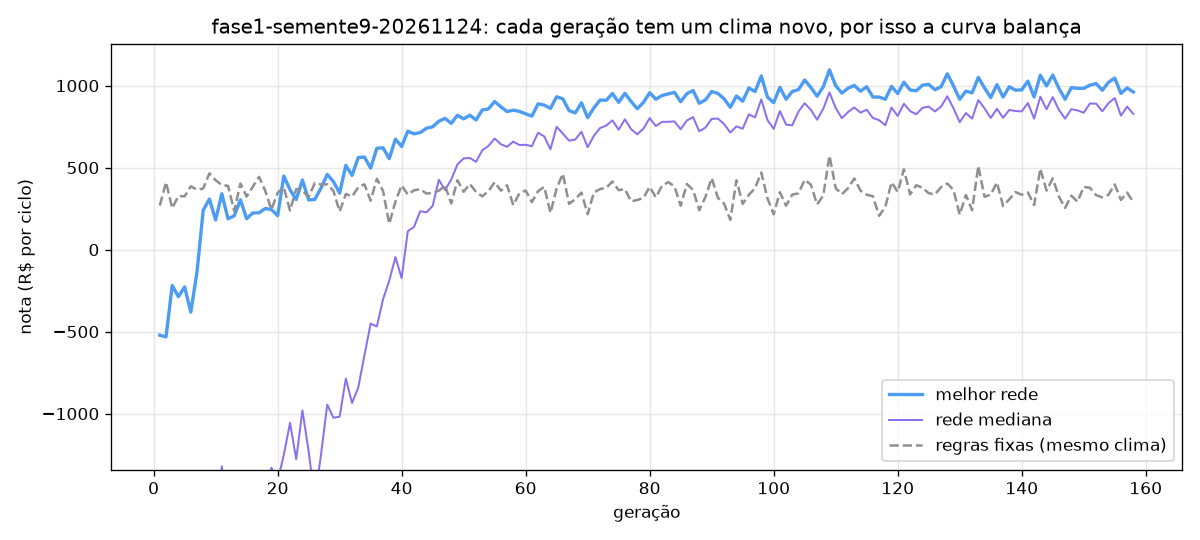 fase1-semente9-20261124: cada geração tem um clima novo, por isso a curva balança
nota (R$ por ciclo)
1000
500
0
−500
−1000
melhor rede
rede mediana
regras fixas (mesmo clima)
0 20 40 60 80 100 120 140 160
geração